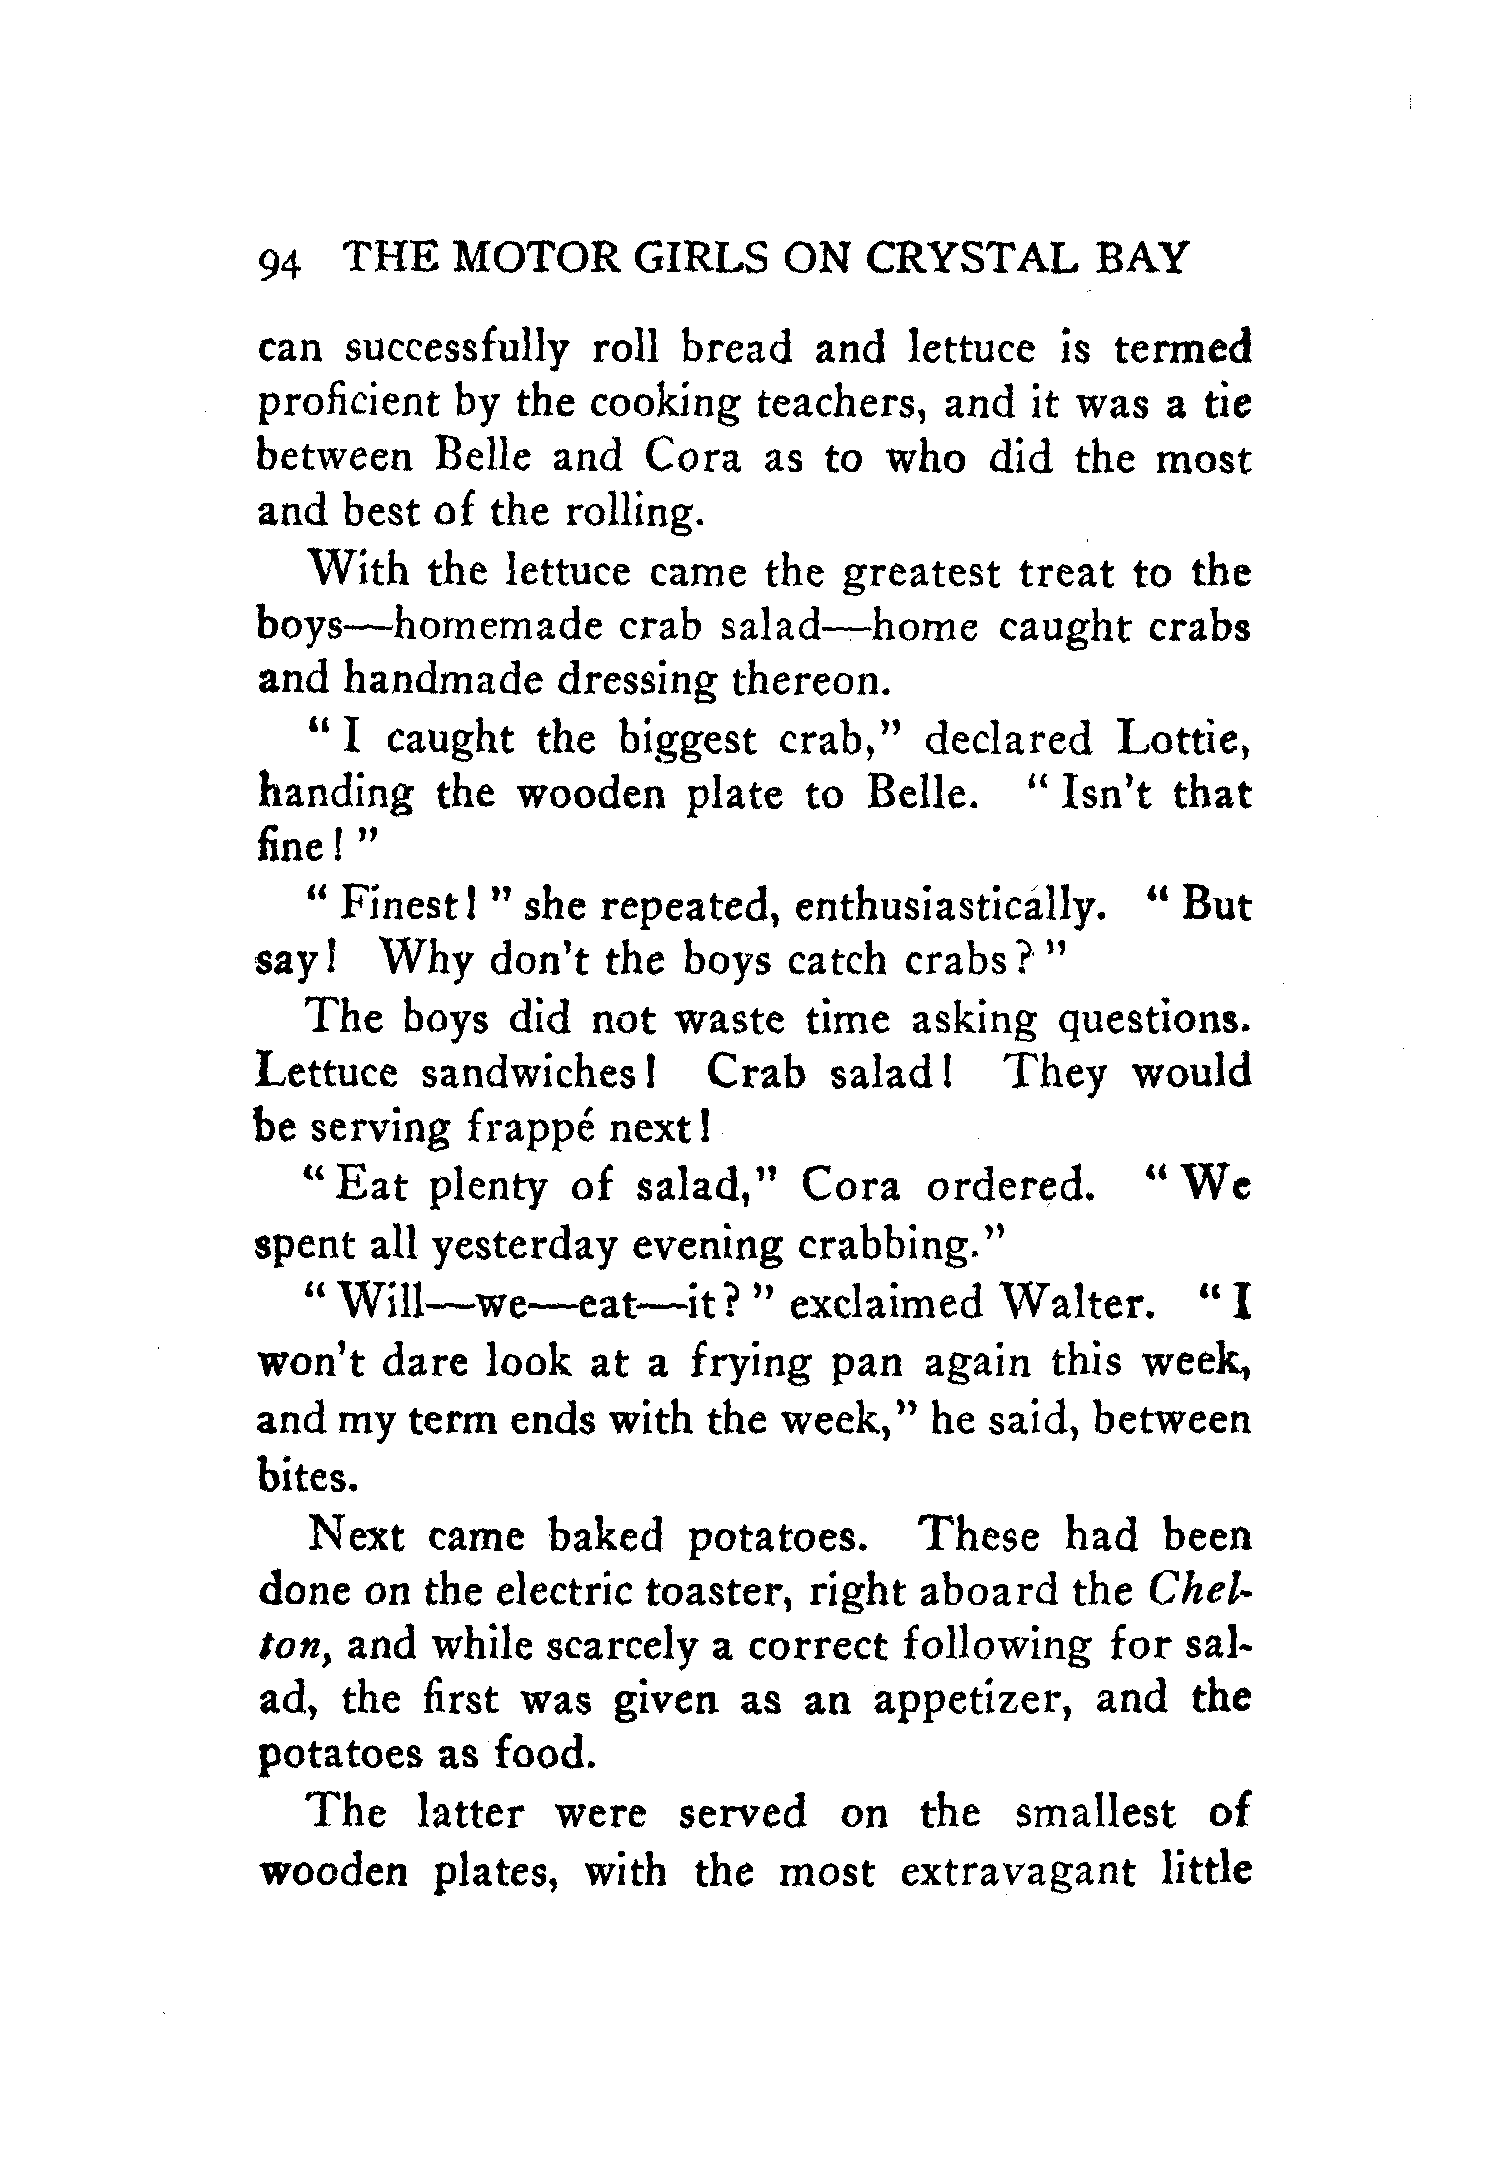 94 THE MOTOR GIRLS ON CRYSTAL BAY
can successfully roll bread and lettuce is termed
proficient by the cooking teachers, and it was a tie
between Belle and Cora as to who did the most
and best of the rolling.
With the lettuce came the greatest treat to the
boys—homemade crab salad—home caught crabs
and handmade dressing thereon.
" I caught the biggest crab," declared Lottie,
handing the wooden plate to Belle. " Isn't that
fine ! "
" Finest ! " she repeated, enthusiastically. " But
say ! Why don't the boys catch crabs ? "
The boys did not waste time asking questions.
Lettuce sandwiches ! Crab salad ! They would
be serving frappé next !
" Eat plenty of salad," Cora ordered. " We
spent all yesterday evening crabbing."
" Will—we—eat—it ? " exclaimed Walter. " I
won't dare look at a frying pan again this week,
and my term ends with the week," he said, between
bites.
Next came baked potatoes. These had been
done on the electric toaster, right aboard the Chel-
ton, and while scarcely a correct following for sal-
ad, the first was given as an appetizer, and the
potatoes as food.
The latter were served on the smallest of
wooden plates, with the most extravagant little